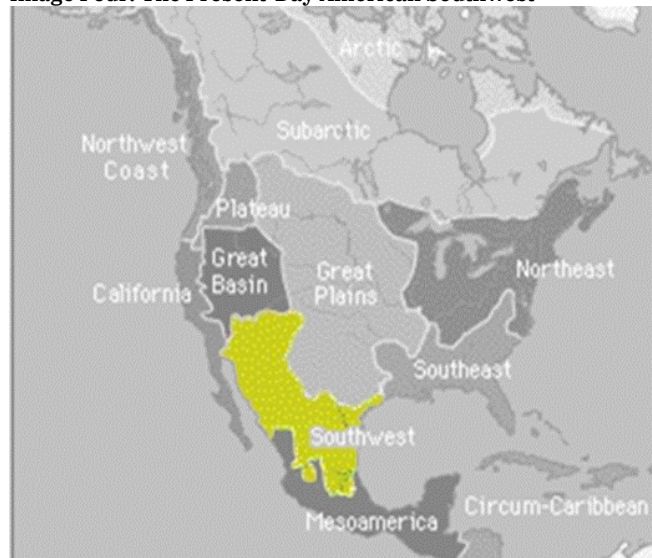 Image Four: The Present-Day American Southwest
Arctic
Subarctic
Northwest
Coast
Plateau
Great
Basin
Great
Plains
Northeast
California
Southeast
Southwest
Circum-Caribbean
Mesoamerica